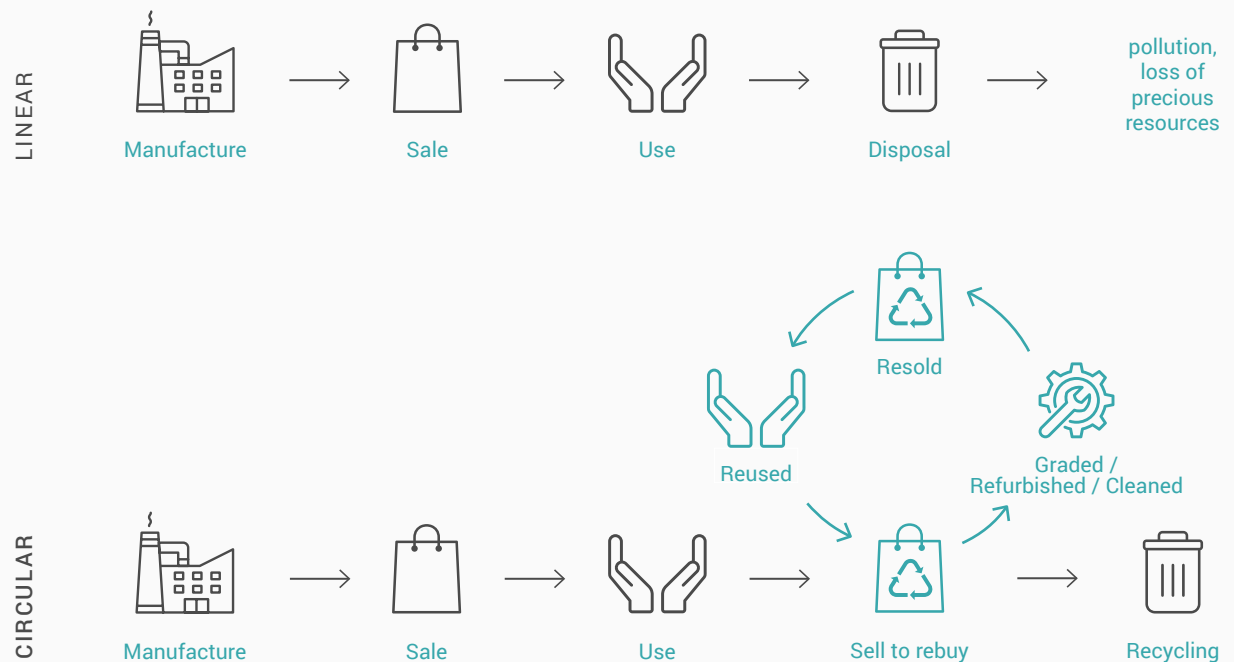 LINEAR
Manufacture
Sale
Use
Disposal
pollution,
loss of
precious
resources
Resold
Reused
Graded /
Refurbished / Cleaned
CIRCULAR
Manufacture
Sale
Use
Sell to rebuy
Recycling